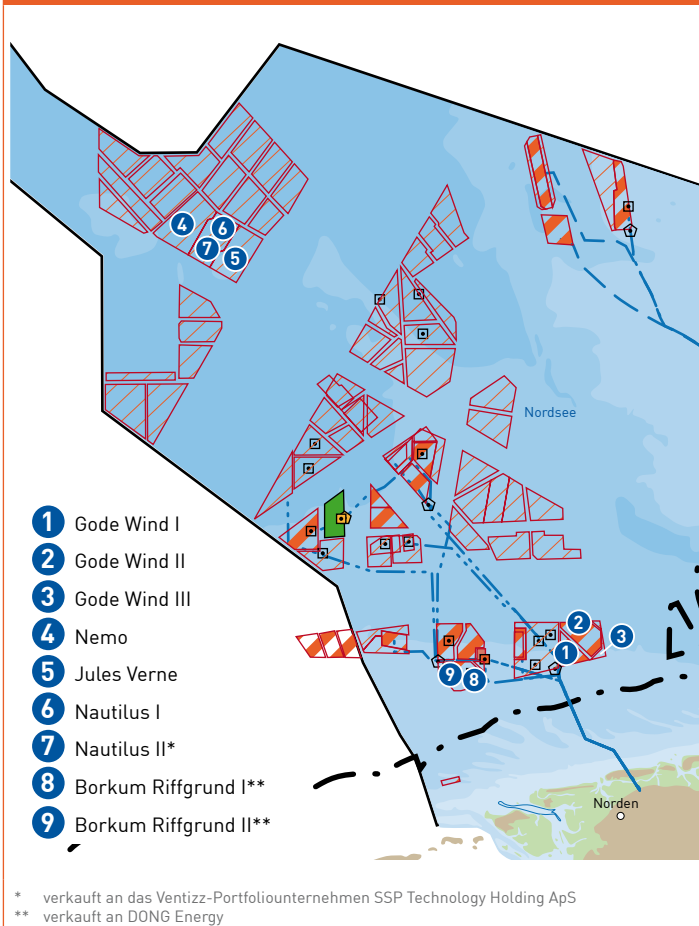 4
6
7
5
Nordsee
1 Gode Wind I
2 Gode Wind II
3 Gode Wind III
4 Nemo
5 Jules Verne
6 Nautilus I
7 Nautilus II*
8 Borkum Riffgrund I**
9 Borkum Riffgrund II**
2
3
1
9
8
Norden
* verkauft an das Ventizz-Portfoliounternehmen SSP Technology Holding ApS
** verkauft an DONG Energy